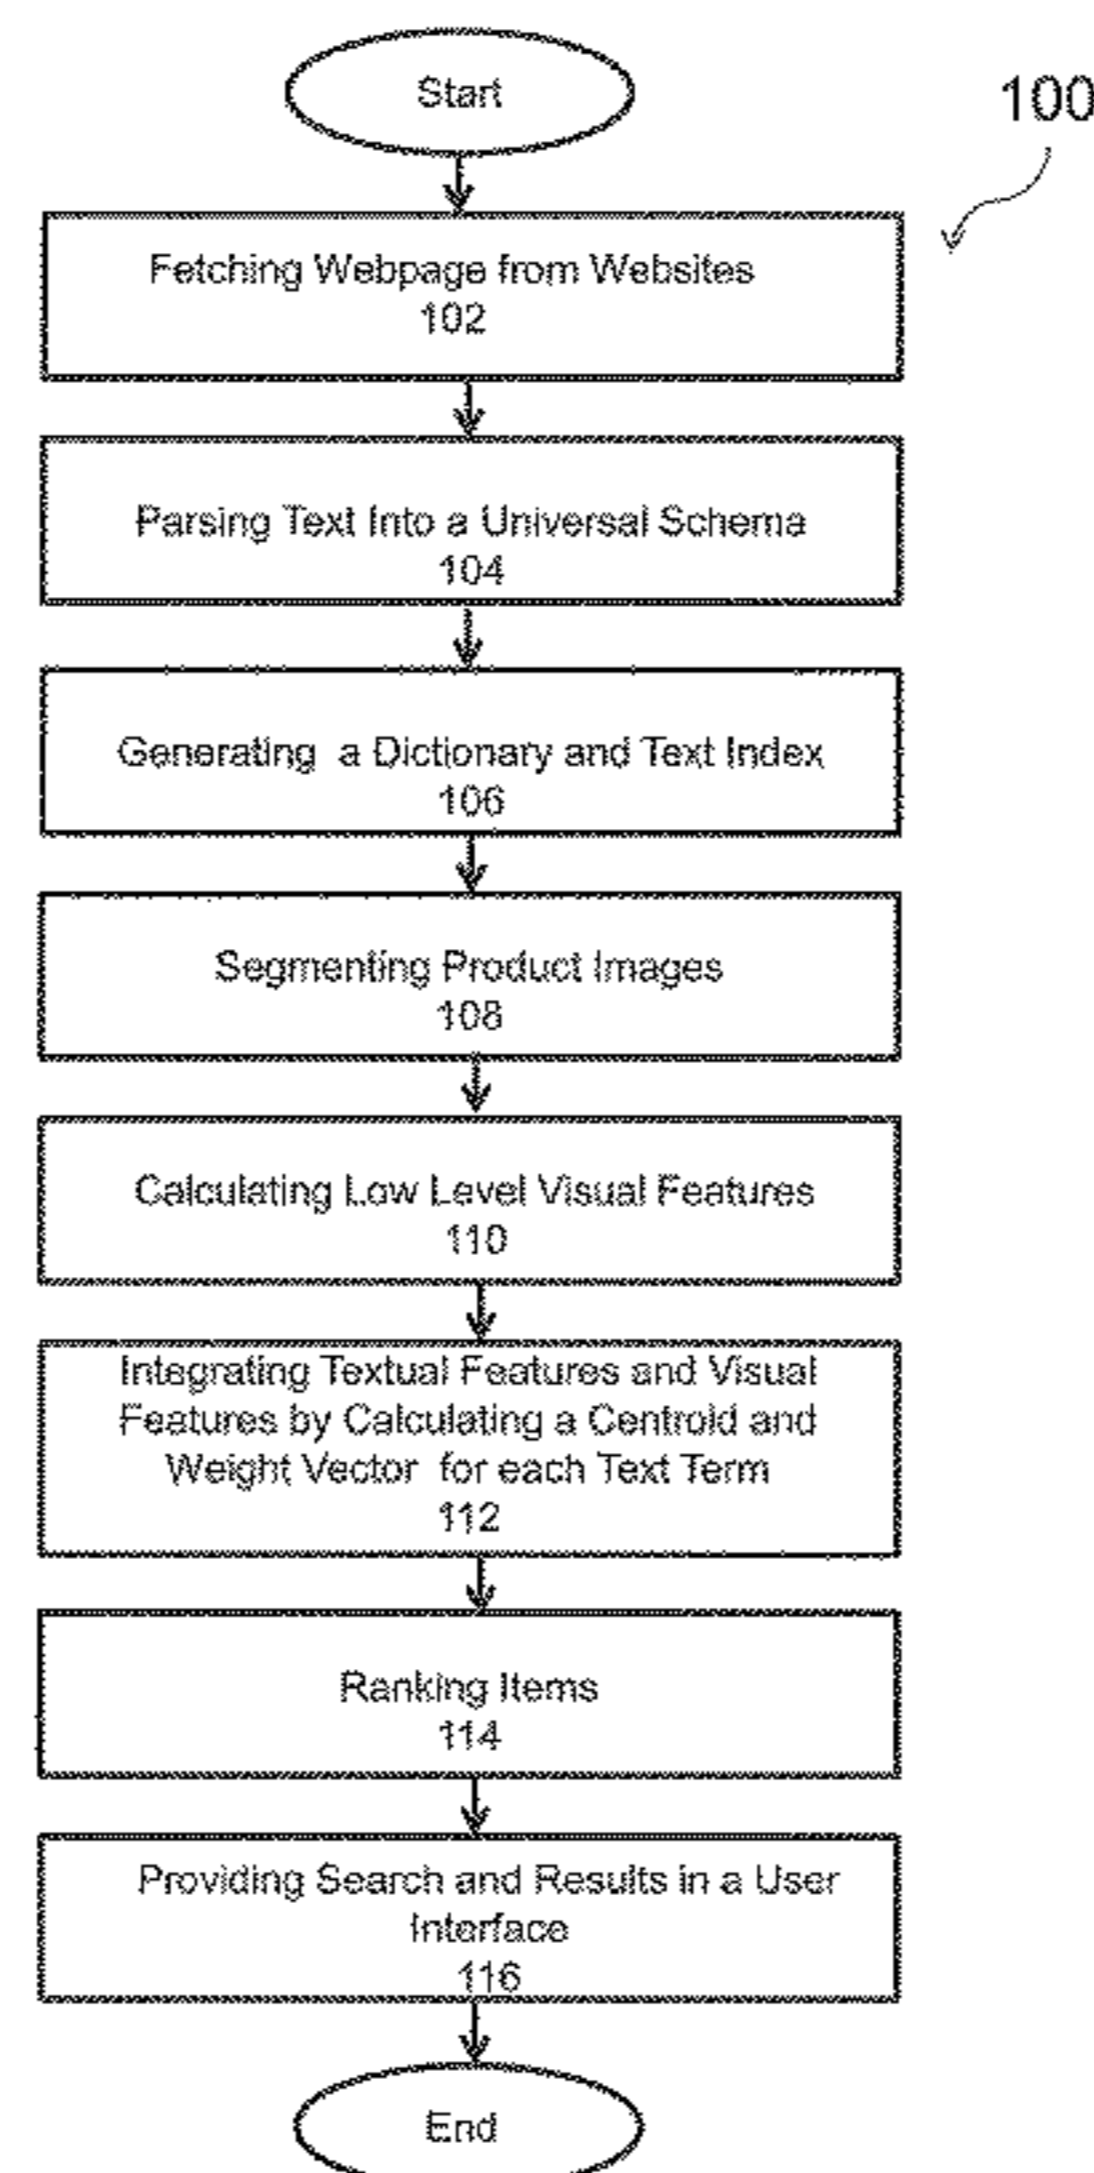 Start
100
Fetching Webpage from Websites
102
Parsing Text Into a Universal Schema
104
Generating a Dictionary and Text Index
106
Segmenting Product Images
108
Calculating Low Level Visual Features
110
Integrating Textual Features and Visual
Features by Calculating a Centroid and
Weight Vector for each Text Term
112
Ranking Items
114
Providing Search and Results in a User
Interface
116
End